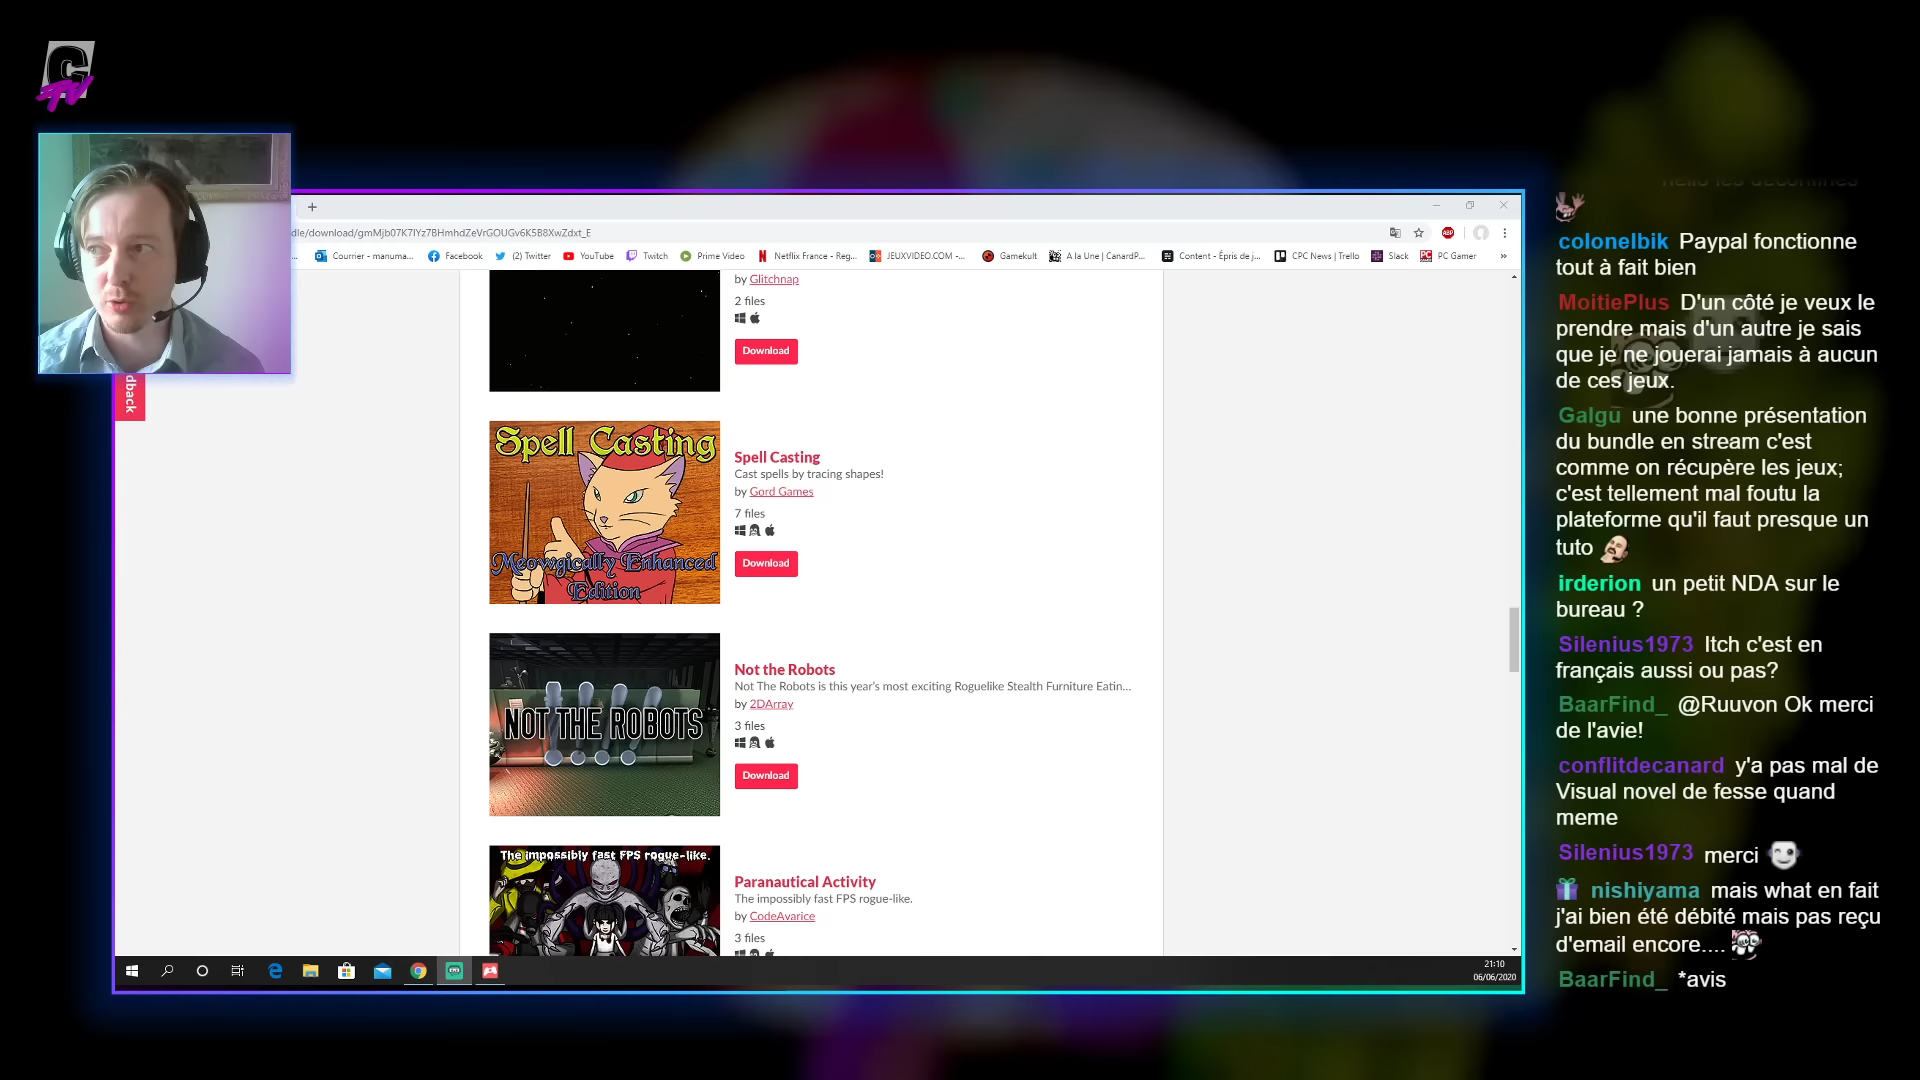 C
TV
+
lle/download/gmMjb07K7IYz7BHmhdZeVrGOUGv6K5B8XwZdxt_E
Courrier - manuma... Facebook (2) Twitter YouTube Twitch Prime Video Netflix France - Reg... JEUXVIDEO.COM -... Gamekult A la Une | CanardP... Content - Épris de j... CPC News | Trello Slack PC Gamer »
dback
by Glitchnap
2 files
Download
Spell Casting
Meowgically Enhanced
Edition
Spell Casting
Cast spells by tracing shapes!
by Gord Games
7 files
Download
NOT THE ROBOTS
Not the Robots
Not The Robots is this year's most exciting Roguelike Stealth Furniture Eatin...
by 2DArray
3 files
Download
The impossibly fast FPS rogue-like.
Paranautical Activity
The impossibly fast FPS rogue-like.
by CodeAvarice
3 files
21:10
06/06/2020
colonelbik Paypal fonctionne
tout à fait bien
MoitiePlus D'un côté je veux le
prendre mais d'un autre je sais
que je ne jouerai jamais à aucun
de ces jeux.
Galgu une bonne présentation
du bundle en stream c'est
comme on récupère les jeux;
c'est tellement mal foutu la
plateforme qu'il faut presque un
tuto
irderion un petit NDA sur le
bureau ?
Silenius1973 Itch c'est en
français aussi ou pas?
BaarFind_ @Ruuvon Ok merci
de l'avie!
conflitdecanard y'a pas mal de
Visual novel de fesse quand
meme
Silenius1973 merci
nishiyama mais what en fait
j'ai bien été débité mais pas reçu
d'email encore....
BaarFind_ *avis